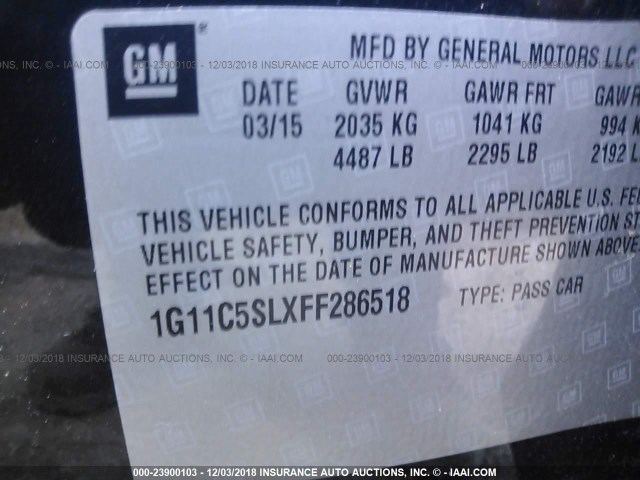 GM
MFD BY GENERAL MOTORS LLC
DATE GVWR GAWR FRT GAWR
03/15 2035 KG 1041 KG 994 K
4487 LB 2295 LB 2192 L
THIS VEHICLE CONFORMS TO ALL APPLICABLE U.S. FE
VEHICLE SAFETY, BUMPER, AND THEFT PREVENTION S
EFFECT ON THE DATE OF MANUFACTURE SHOWN ABOVE
1G11C5SLXFF286518 TYPE: PASS CAR
000-23900103 - 12/03/2018 INSURANCE AUTO AUCTIONS, INC. - © - IAAI.COM